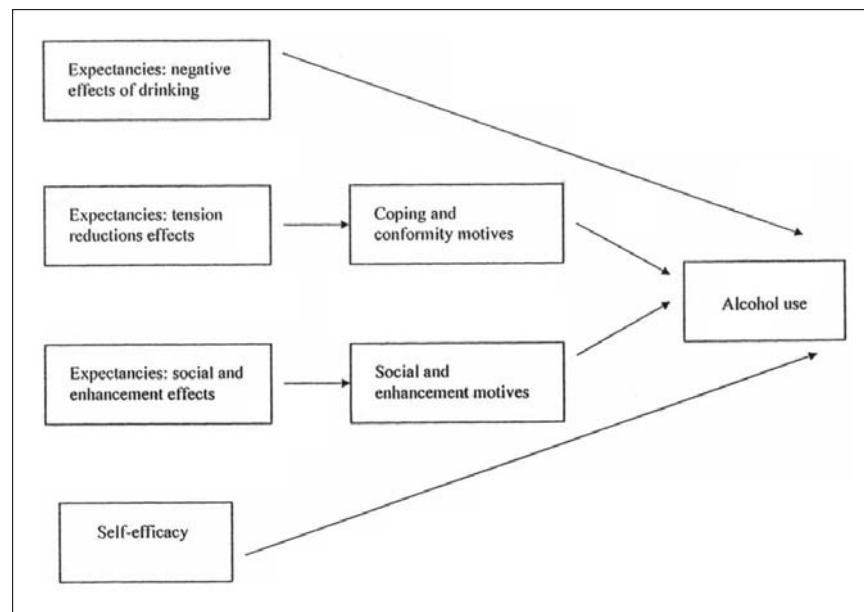 Expectancies: negative
effects of drinking
Expectancies: tension
reductions effects
Coping and
conformity motives
Alcohol use
Expectancies: social and
enhancement effects
Social and
enhancement motives
Self-efficacy